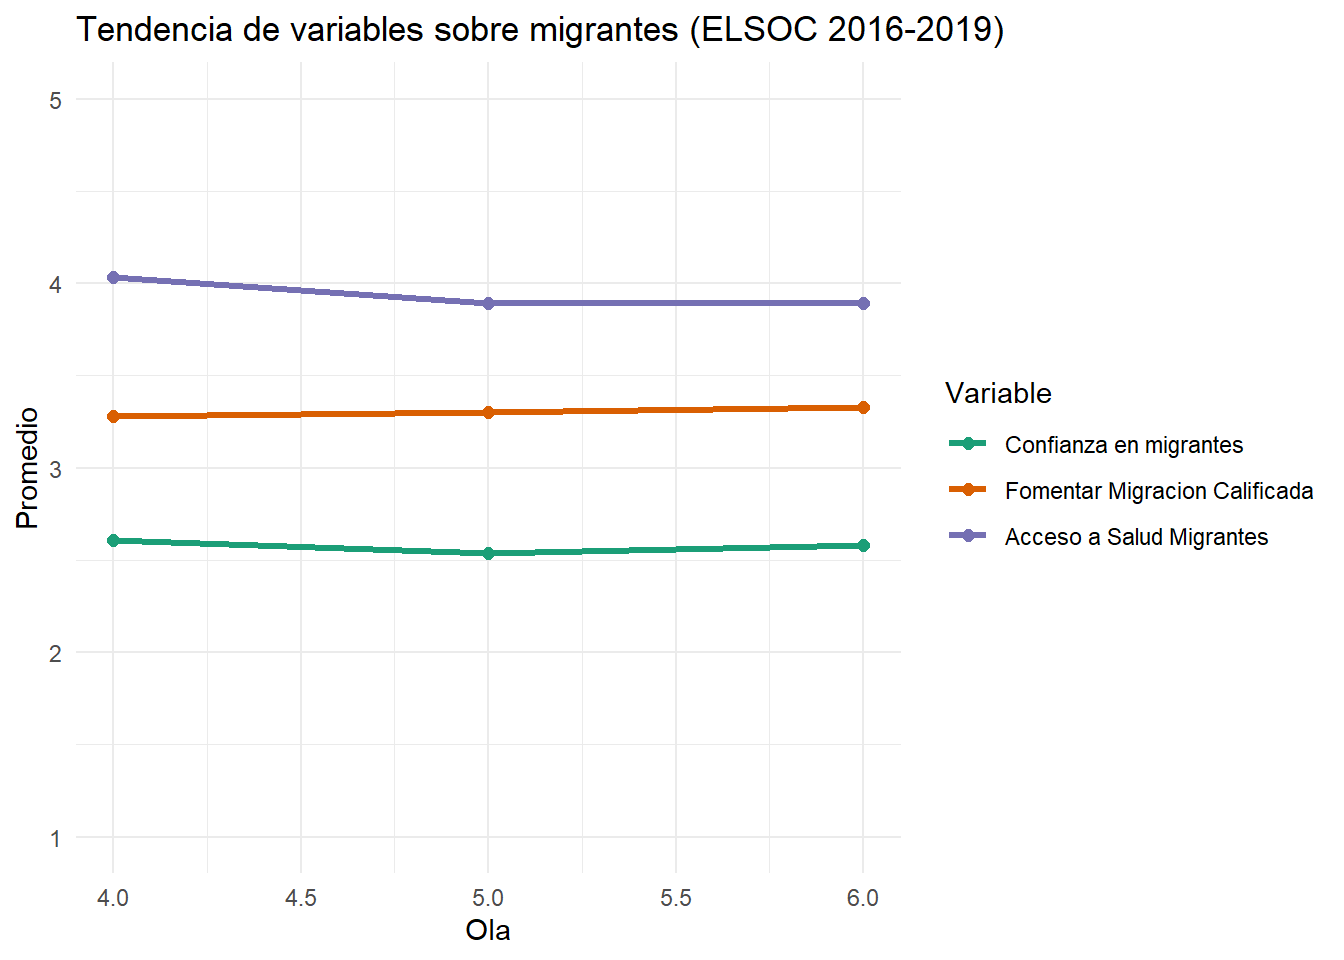 Tendencia de variables sobre migrantes (ELSOC 2016-2019)
5
4
3
2
1
Promedio
4.0 4.5 5.0 5.5 6.0
Ola
Variable
Confianza en migrantes
Fomentar Migracion Calificada
Acceso a Salud Migrantes